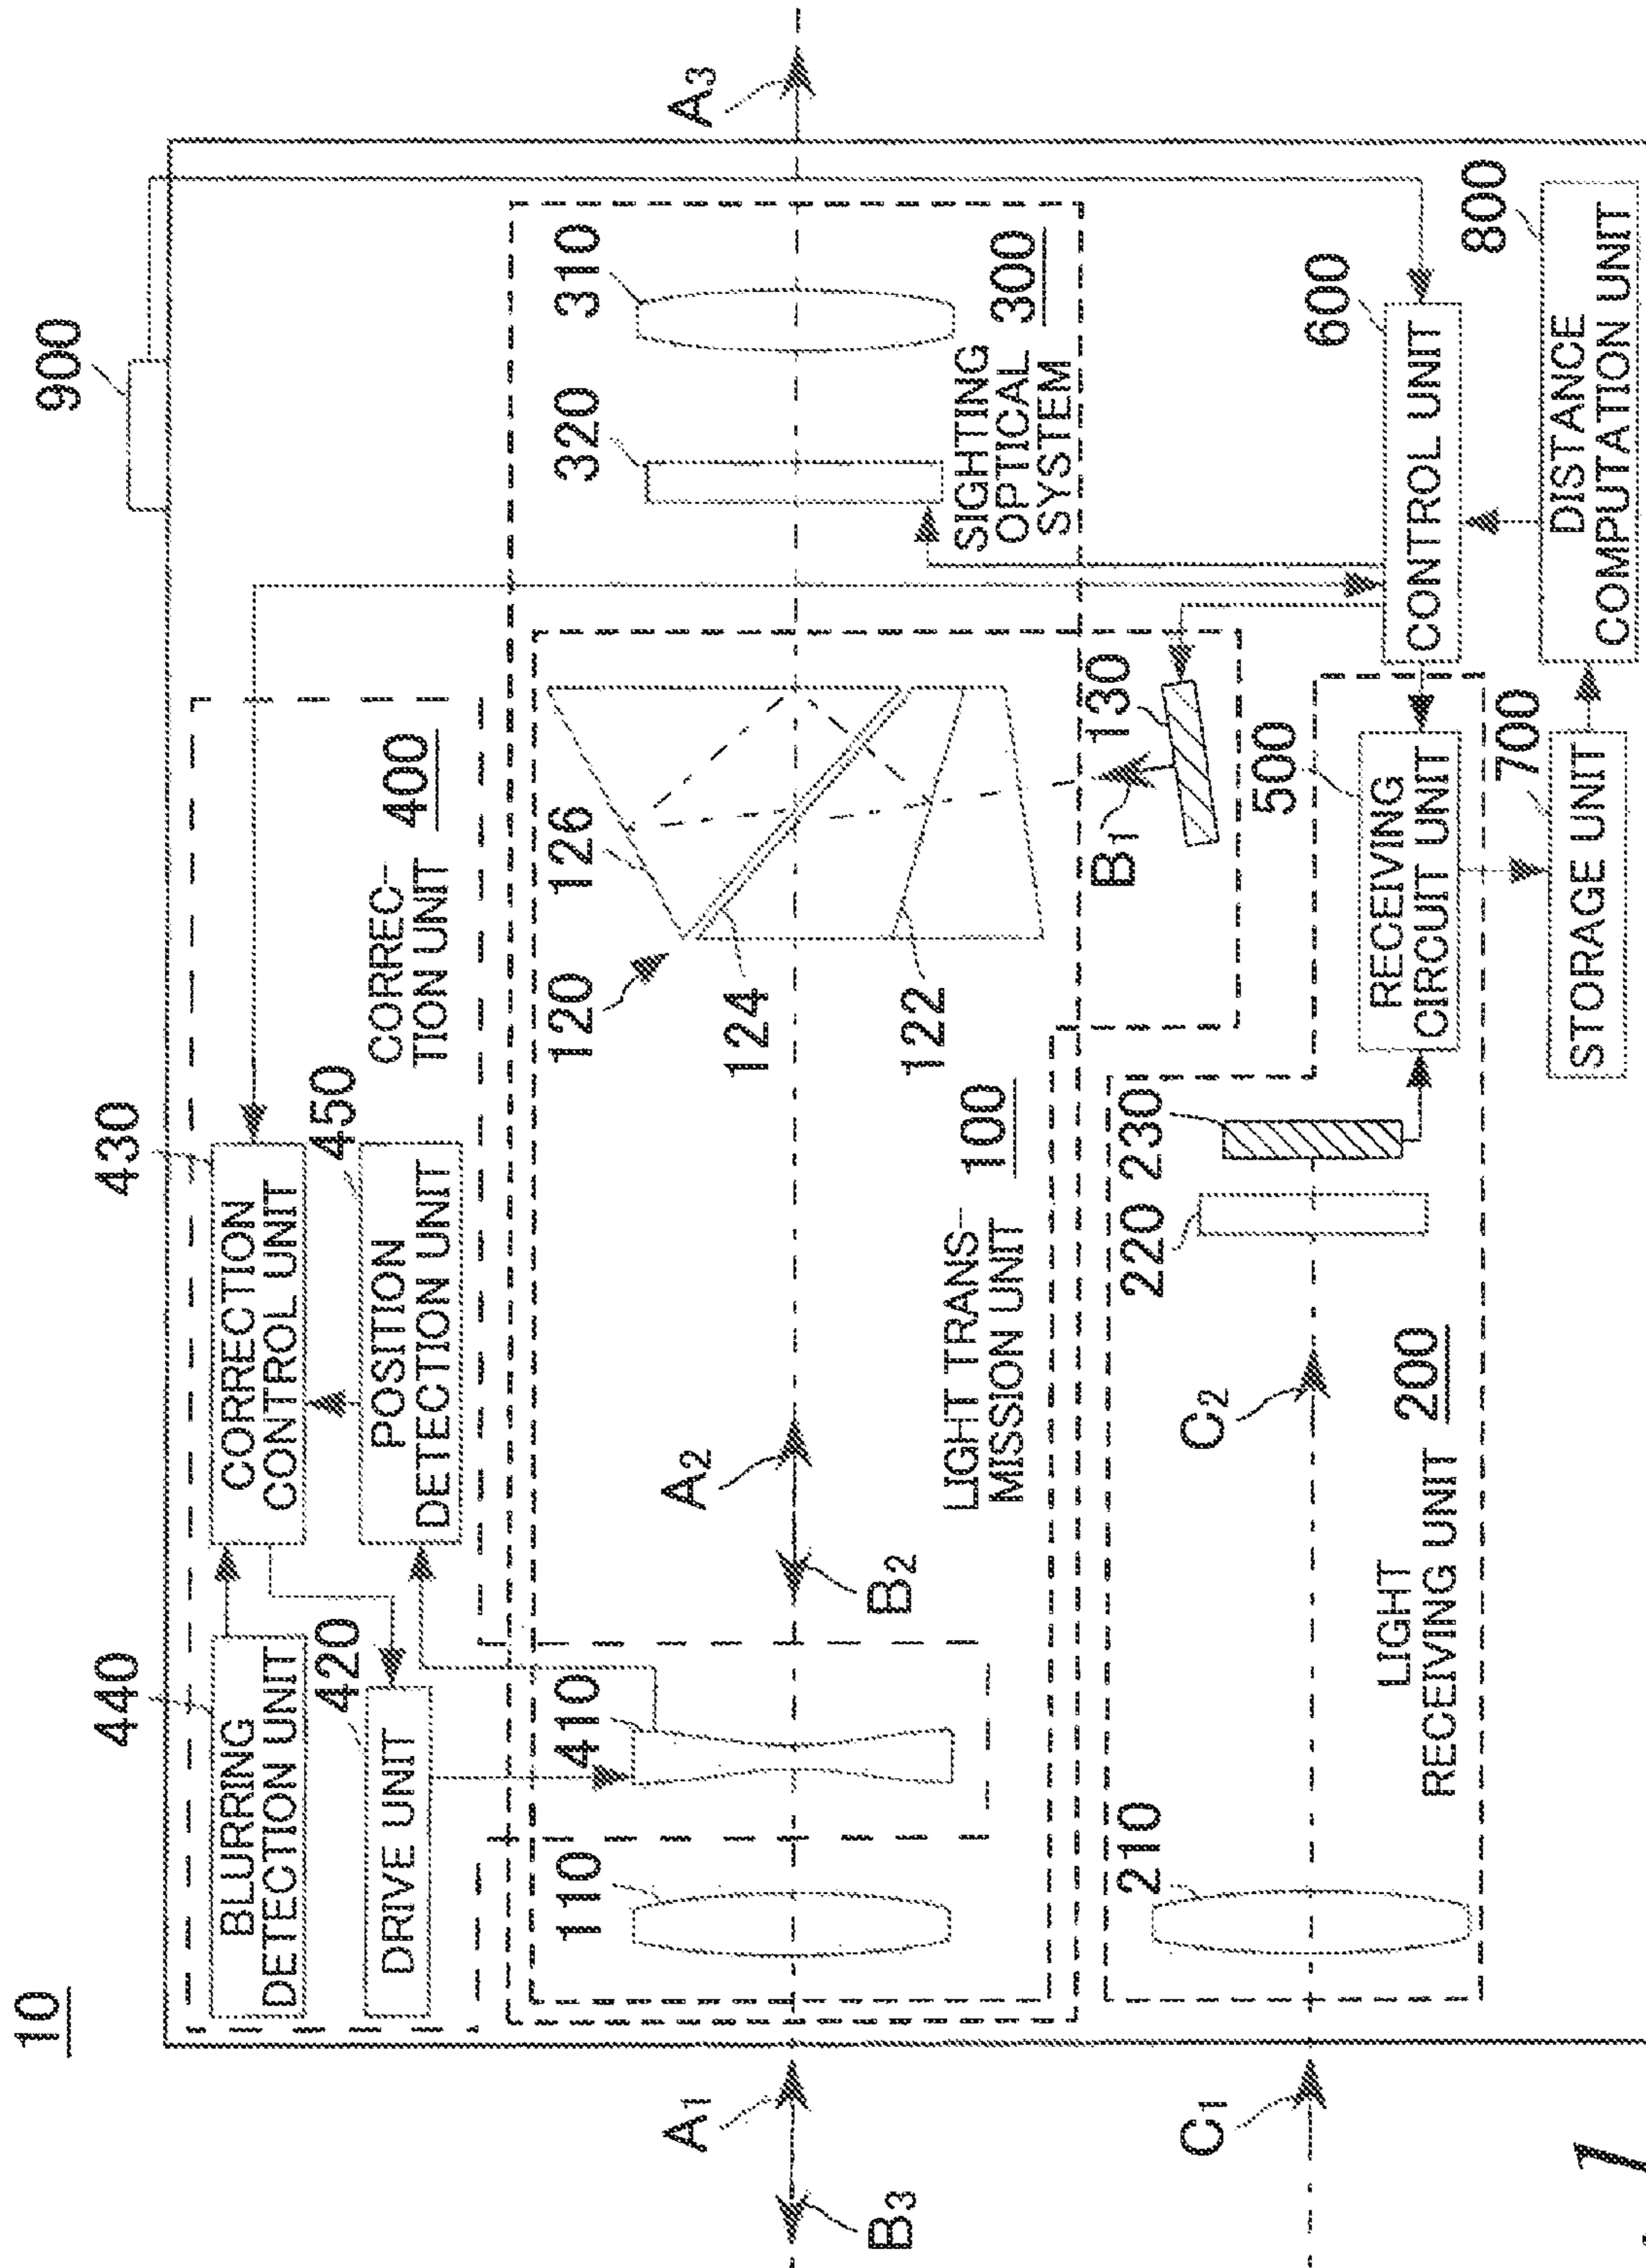 10
900
440
BLURRING
DETECTION UNIT
430
CORRECTION
CONTROL UNIT
420
DRIVE UNIT
450
POSITION
DETECTION UNIT
CORREC-
TION UNIT
400
110
410
120
126
124
122
320
310
A1
B3
B2
A2
A3
LIGHT TRANS-
MISSION UNIT
100
SIGHTING
OPTICAL
SYSTEM
300
B1
130
210
220
230
C1
C2
LIGHT
RECEIVING UNIT
200
500
RECEIVING
CIRCUIT UNIT
600
CONTROL UNIT
700
STORAGE UNIT
800
DISTANCE
COMPUTATION UNIT